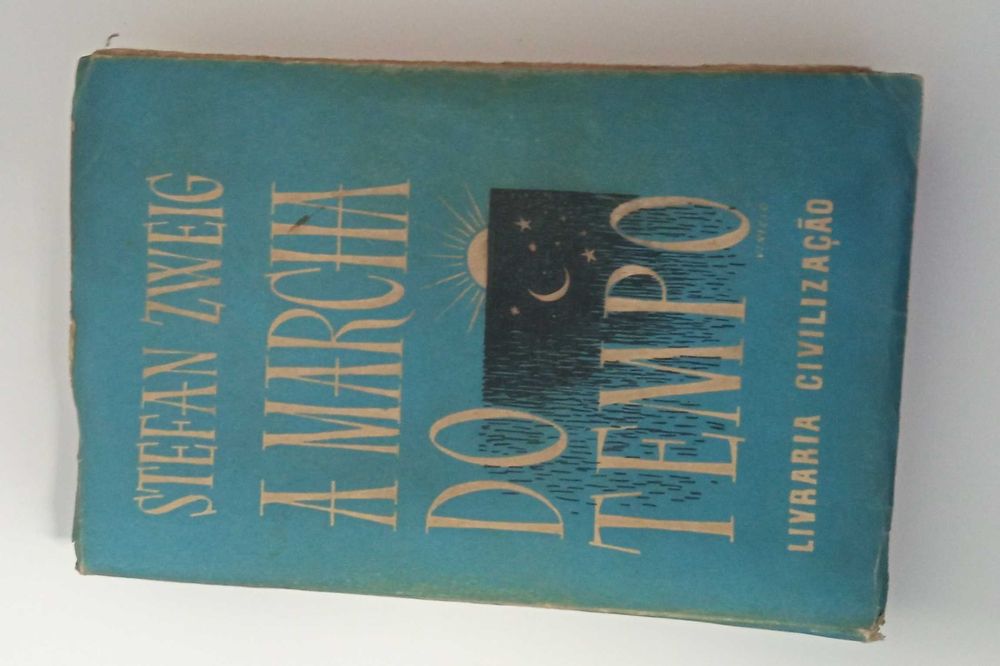 STEFAN ZWEIG
A MARCHA
DO
TEMPO
LIVRARIA CIVILIZAÇÃO